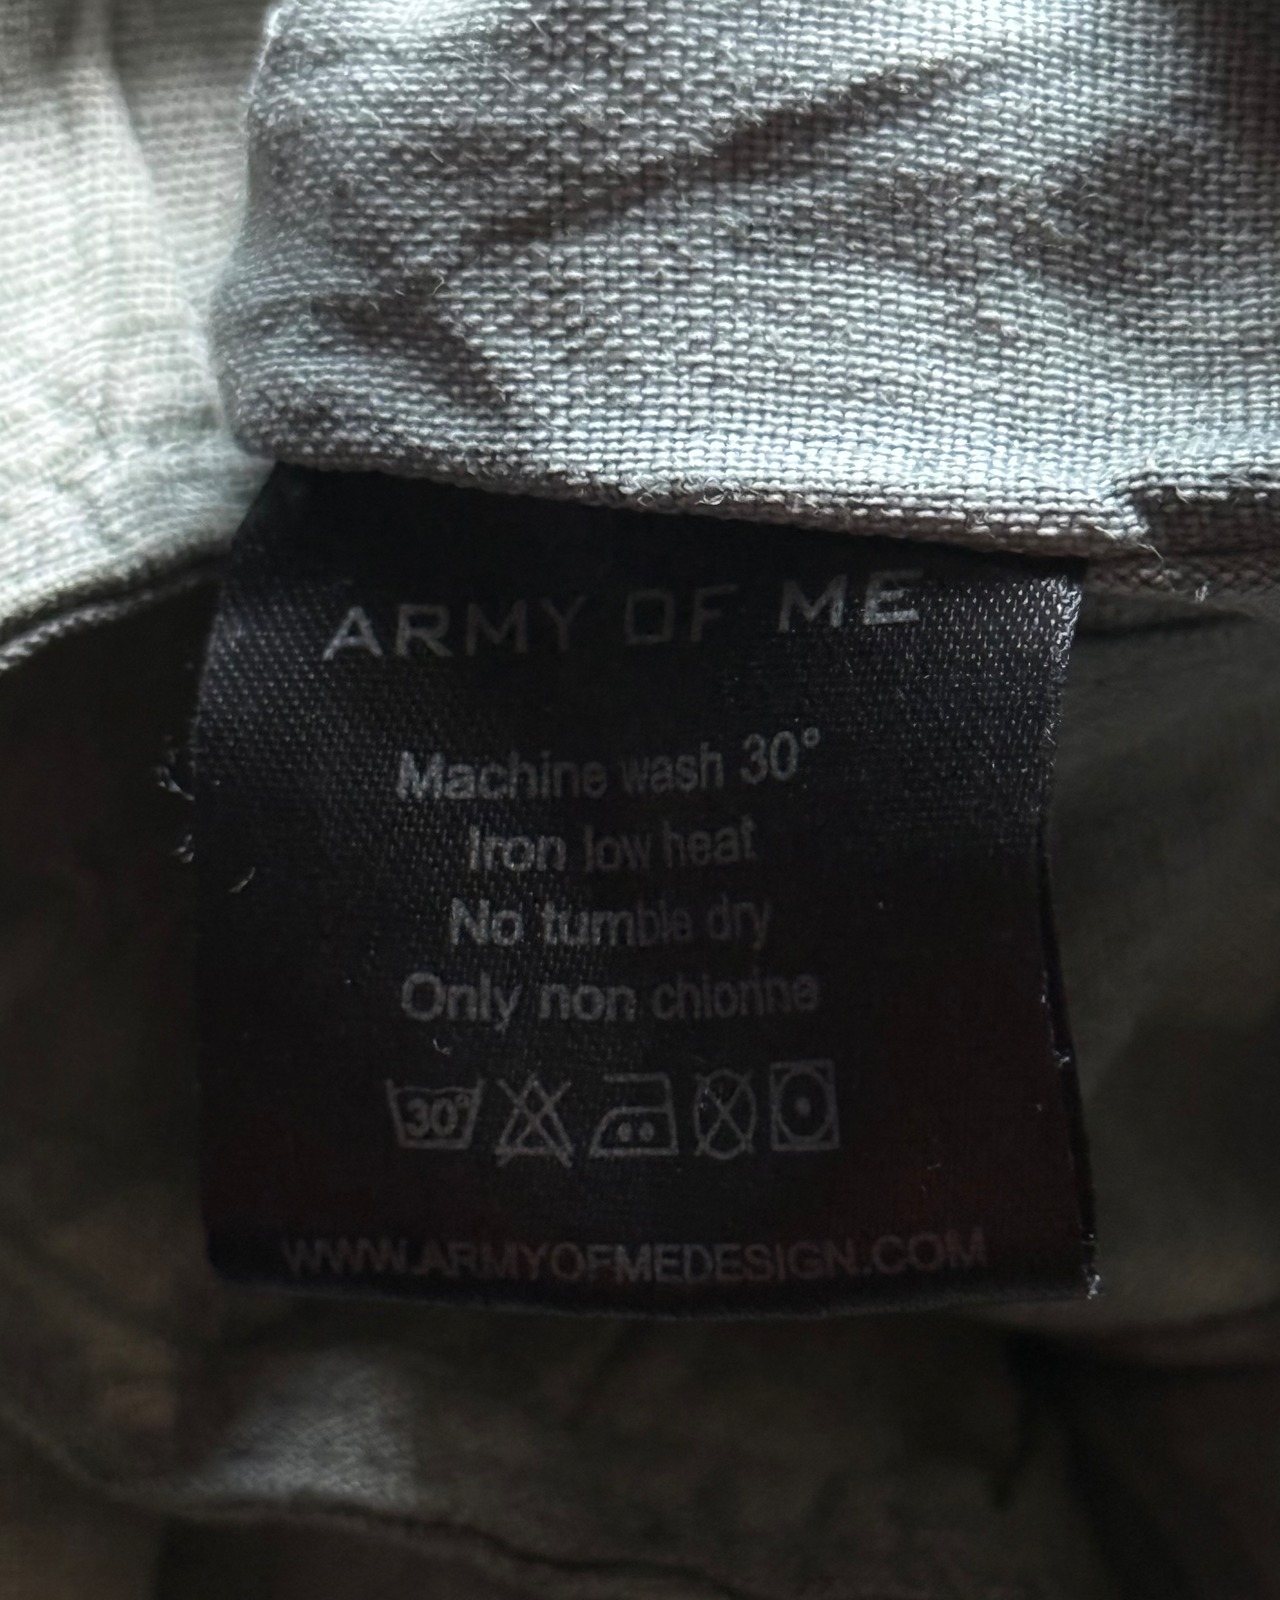 ARMY OF ME
Machine wash 30°
Iron low heat
No tumble dry
Only non chlorine
30°
WWW.ARMYOFMEDESIGN.COM